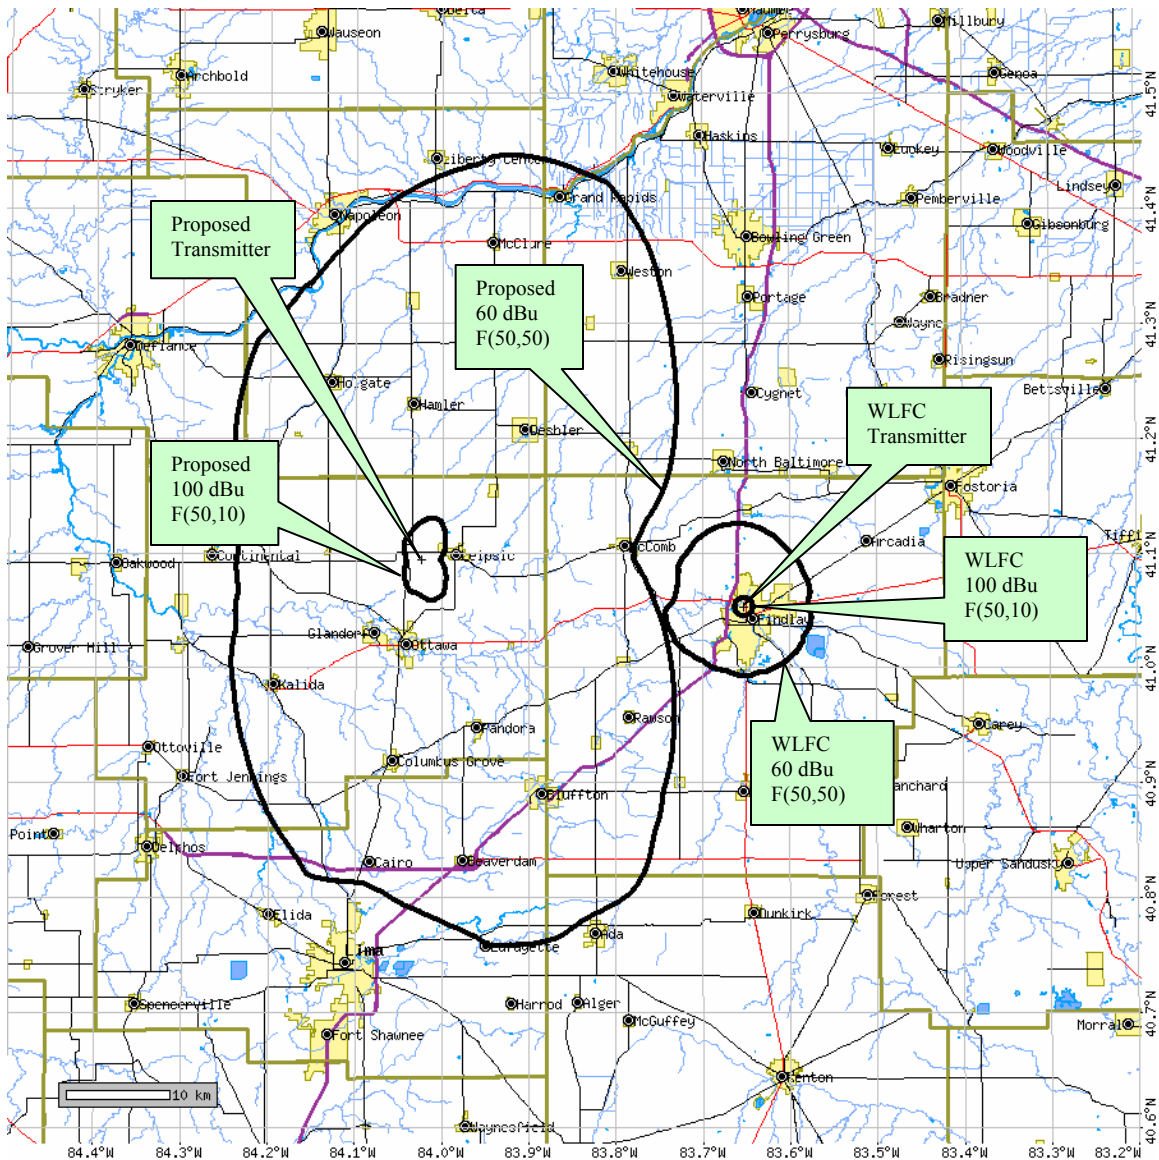 Delta
Wauseon
Perrysburg
Millbury
Archbold
Whitehouse
Genoa
Stryker
Waterville
41.5°N
Haskins
Luckey
Woodville
Liberty Center
Lindsey
Grand Rapids
Pemberville
41.4°N
Napoleon
Gibsonburg
Proposed
Transmitter
McClure
Bowling Green
Weston
Proposed
60 dBu
F(50,50)
Portage
Bradner
Wayne
41.3°N
Defiance
Risingsun
Holgate
Bettsville
Hamler
Cygnet
WLFC
Transmitter
Deshler
41.2°N
Proposed
100 dBu
F(50,10)
North Baltimore
Fostoria
Arcadia
Tiffi
McComb
41.1°N
Continental
Leipsic
Oakwood
WLFC
100 dBu
F(50,10)
Findlay
Glandorf
Ottawa
Grover Hill
41.0°N
Kalida
Rawson
Carey
Pandora
WLFC
60 dBu
F(50,50)
Ottoville
Columbus Grove
Fort Jennings
40.9°N
Bluffton
anchard
Point
Wharton
Delphos
Cairo
Beaverdam
Upper Sandusky
Forest
40.8°N
Elida
Dunkirk
Ada
Lafayette
Lima
Spencerville
Harrod
Alger
40.7°N
McGuffey
Morral
Fort Shawnee
Kenton
10 km
Waynesfield
40.6°N
84.4°W
84.3°W
84.2°W
84.1°W
84.0°W
83.9°W
83.8°W
83.7°W
83.6°W
83.5°W
83.4°W
83.3°W
83.2°W